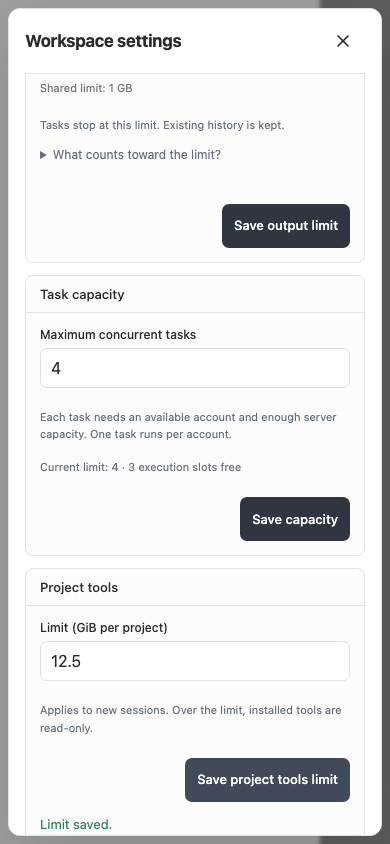 Workspace settings
Shared limit: 1 GB
Tasks stop at this limit. Existing history is kept.
What counts toward the limit?
Save output limit
Task capacity
Maximum concurrent tasks
4
Each task needs an available account and enough server
capacity. One task runs per account.
Current limit: 4 · 3 execution slots free
Save capacity
Project tools
Limit (GiB per project)
12.5
Applies to new sessions. Over the limit, installed tools are
read-only.
Save project tools limit
Limit saved.